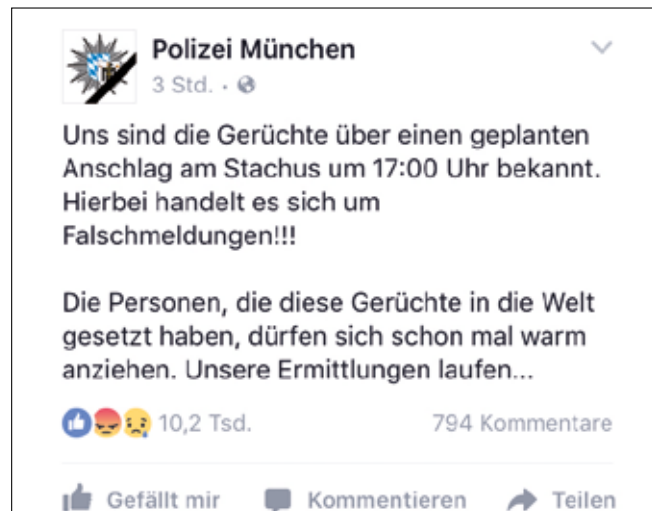 Polizei München
3 Std. ·
Uns sind die Gerüchte über einen geplanten
Anschlag am Stachus um 17:00 Uhr bekannt.
Hierbei handelt es sich um
Falschmeldungen!!!
Die Personen, die diese Gerüchte in die Welt
gesetzt haben, dürfen sich schon mal warm
anziehen. Unsere Ermittlungen laufen...
10,2 Tsd. 794 Kommentare
Gefällt mir Kommentieren Teilen